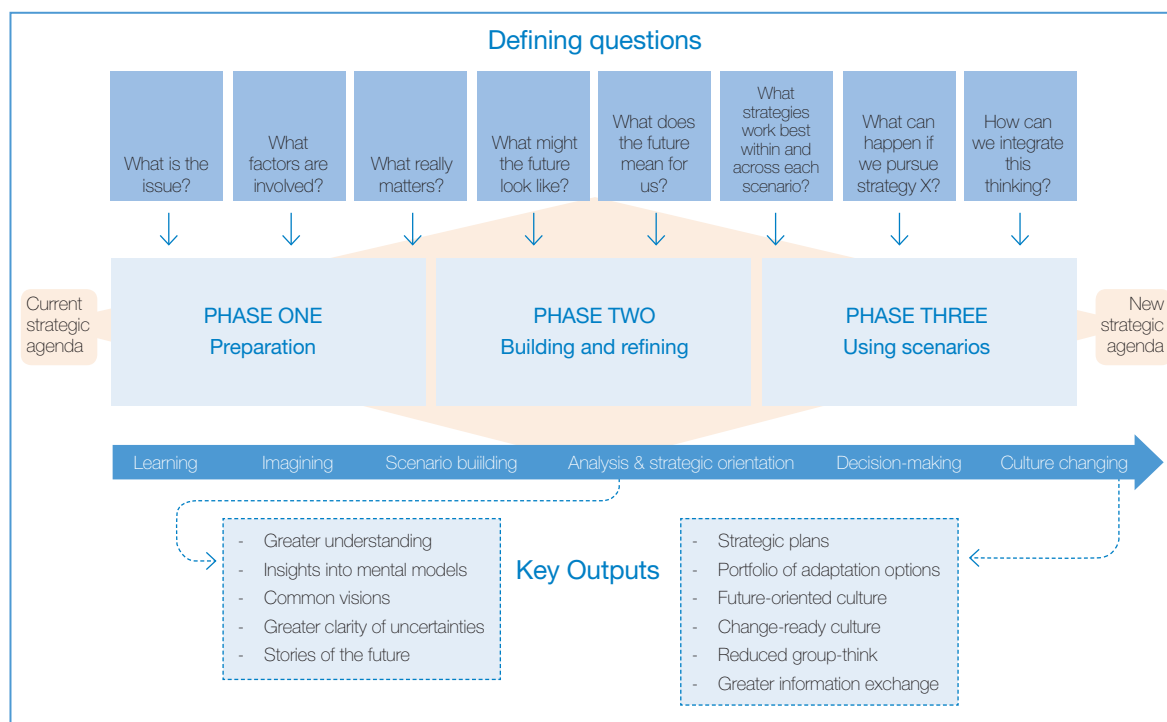 Defining questions
What is the
issue?
What
factors are
involved?
What really
matters?
What might
the future
look like?
What does
the future
mean for
us?
What
strategies
work best
within and
across each
scenario?
What can
happen if
we pursue
strategy X?
How can
we integrate
this
thinking?
Current
strategic
agenda
PHASE ONE
Preparation
PHASE TWO
Building and refining
PHASE THREE
Using scenarios
New
strategic
agenda
Learning
Imagining
Scenario buiilding
Analysis & strategic orientation
Decision-making
Culture changing
- Greater understanding
- Insights into mental models
- Common visions
- Greater clarity of uncertainties
- Stories of the future
Key Outputs
- Strategic plans
- Portfolio of adaptation options
- Future-oriented culture
- Change-ready culture
- Reduced group-think
- Greater information exchange